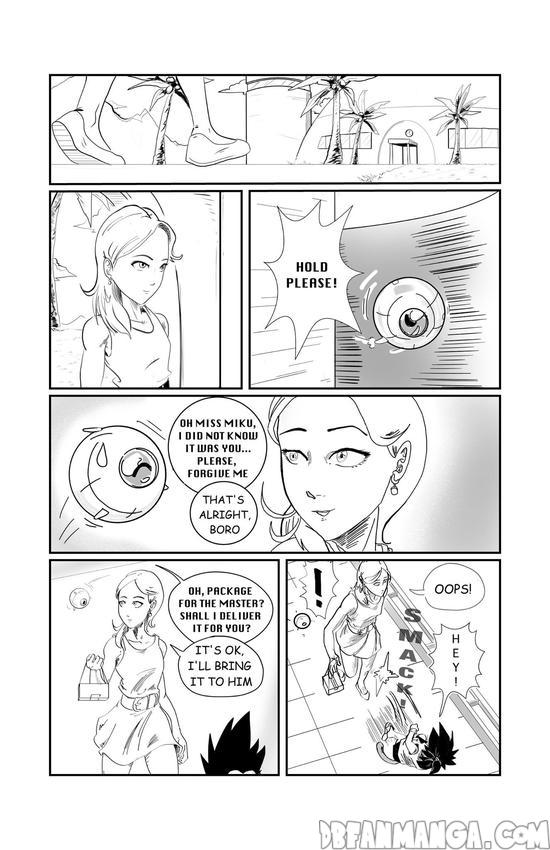 HOLD
PLEASE!
OH MISS MIKU,
I DID NOT KNOW
IT WAS YOU...
PLEASE,
FORGIVE ME
THAT'S
ALRIGHT,
BORO
OH, PACKAGE
FOR THE MASTER?
SHALL I DELIVER
IT FOR YOU?
IT'S OK,
I'LL BRING
IT TO HIM
!
OOPS!
SMACK!
HEY!
DBFANMANGA.COM